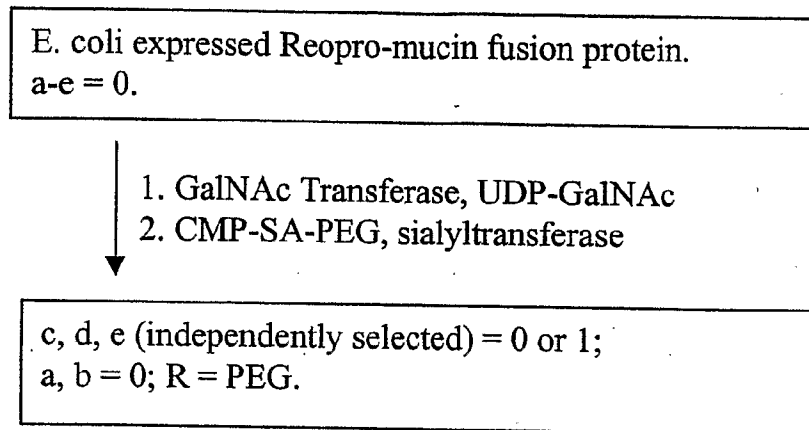 E. coli expressed Reopro-mucin fusion protein.
a-e = 0.
1. GalNAc Transferase, UDP-GalNAc
2. CMP-SA-PEG, sialyltransferase
c, d, e (independently selected) = 0 or 1;
a, b = 0; R = PEG.